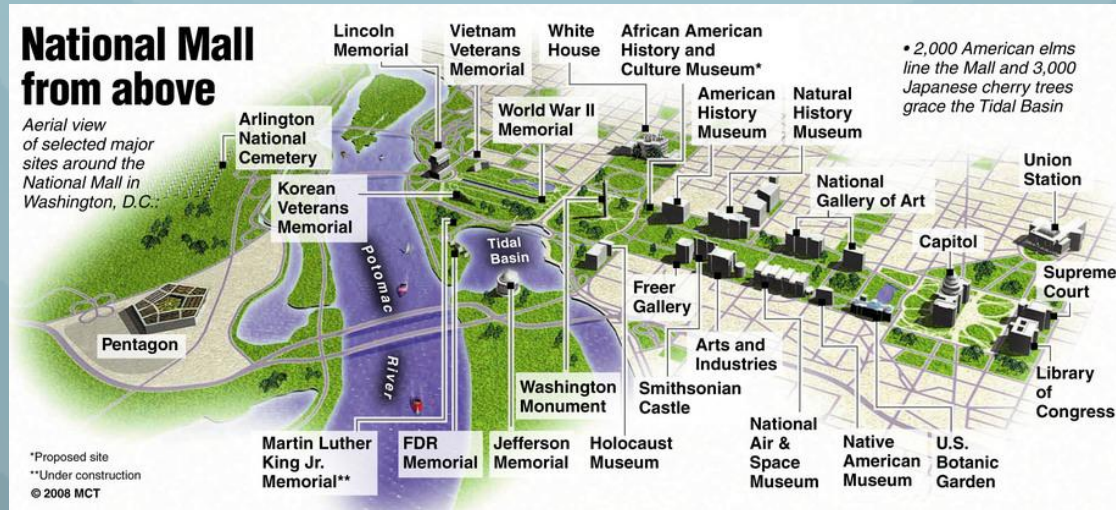 National Mall
from above
Aerial view
of selected major
sites around the
National Mall in
Washington, D.C.:
Lincoln
Memorial
Vietnam
Veterans
Memorial
White
House
African American
History and
Culture Museum*
• 2,000 American elms
line the Mall and 3,000
Japanese cherry trees
grace the Tidal Basin
Arlington
National
Cemetery
World War II
Memorial
American
History
Museum
Natural
History
Museum
Union
Station
Korean
Veterans
Memorial
National
Gallery of Art
Capitol
Supreme
Court
Tidal
Basin
Potomac
River
Freer
Gallery
Pentagon
Arts and
Industries
Library
of
Congress
Washington
Monument
Smithsonian
Castle
Martin Luther
King Jr.
Memorial**
FDR
Memorial
Jefferson
Memorial
Holocaust
Museum
National
Air &
Space
Museum
Native
American
Museum
U.S.
Botanic
Garden
*Proposed site
**Under construction
© 2008 MCT